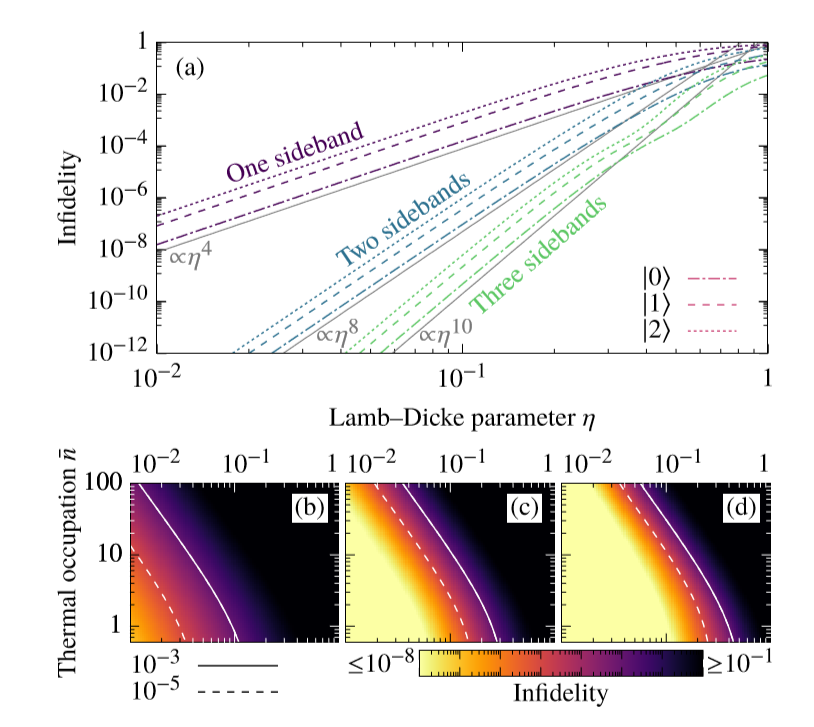 1
10⁻²
10⁻⁴
10⁻⁶
10⁻⁸
10⁻¹⁰
10⁻¹²
Infidelity
(a)
One sideband
Two sidebands
Three sidebands
∝η⁴
∝η⁸
∝η¹⁰
|0⟩
|1⟩
|2⟩
10⁻² 10⁻¹ 1
Lamb–Dicke parameter η
Thermal occupation n̄
10⁻² 10⁻¹ 1 10⁻² 10⁻¹ 1 10⁻² 10⁻¹ 1
100
10
1
(b) (c) (d)
10⁻³
10⁻⁵
≤10⁻⁸ ≥10⁻¹
Infidelity